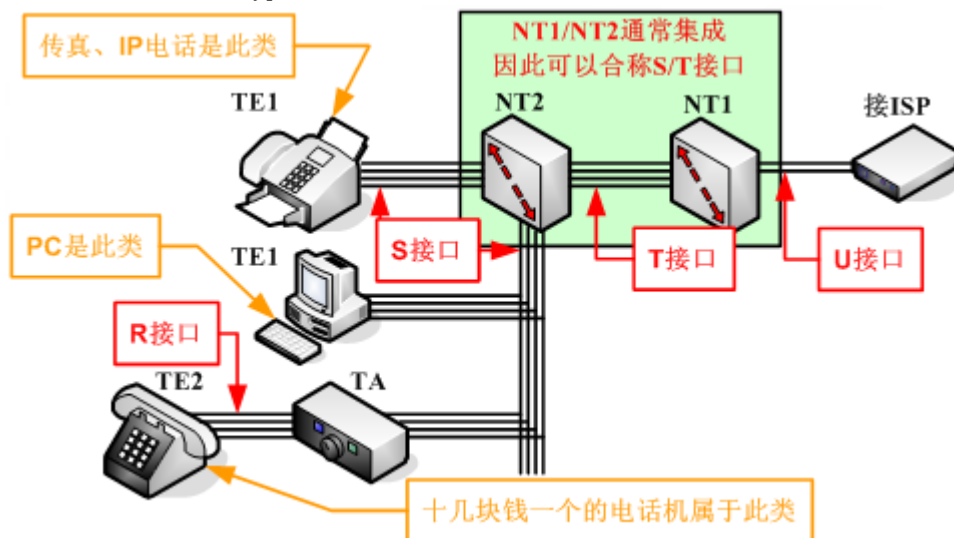 传真、IP电话是此类
NT1/NT2通常集成
因此可以合称S/T接口
TE1
NT2
NT1
接ISP
PC是此类
TE1
S接口
T接口
U接口
R接口
TE2
TA
十几块钱一个的电话机属于此类